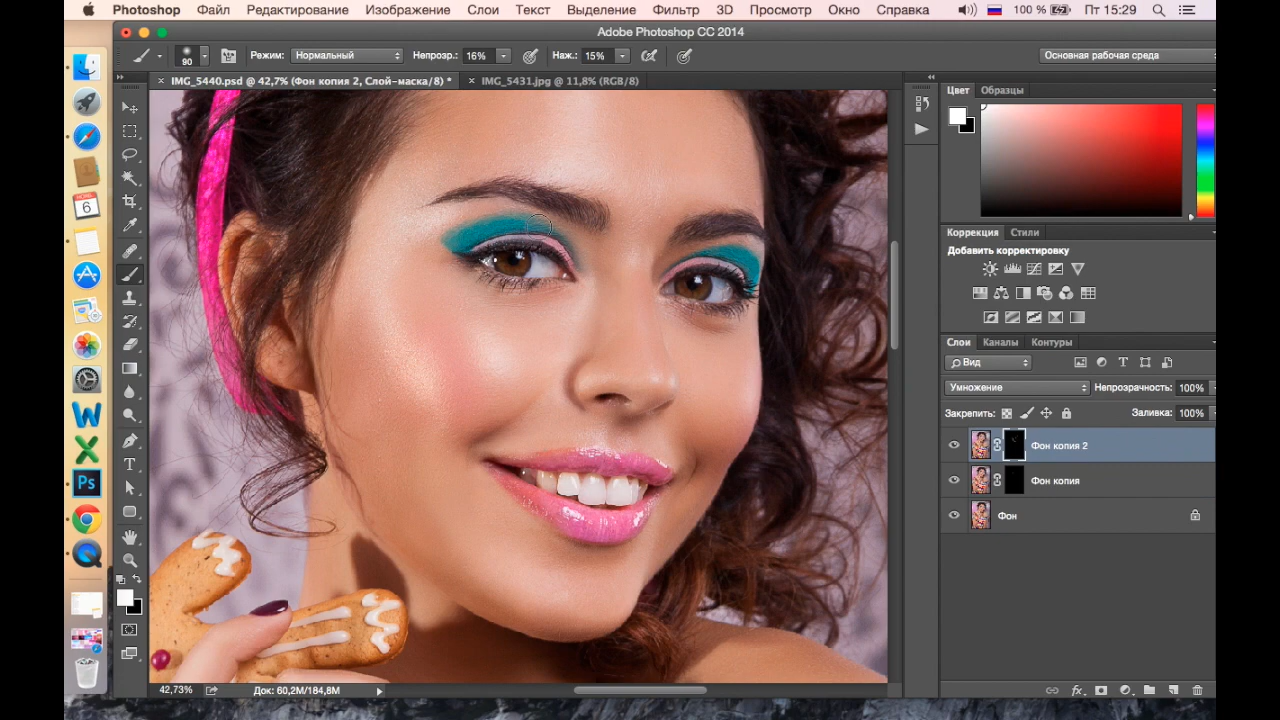 Photoshop Файл Редактирование Изображение Слои Текст Выделение Фильтр 3D Просмотр Окно Справка 100 % Пт 15:29
Adobe Photoshop CC 2014
90 Режим: Нормальный Непрозр.: 16% Наж.: 15% Основная рабочая среда
× IMG_5440.psd @ 42,7% (Фон копия 2, Слой-маска/8) * × IMG_5431.jpg @ 11,8% (RGB/8)
Цвет Образцы
6
Коррекция Стили
Добавить корректировку
Слои Каналы Контуры
Вид
Умножение Непрозрачность: 100%
Закрепить: Заливка: 100%
Фон копия 2
Фон копия
Фон
Ps
42,73% Док: 60,2M/184,8M